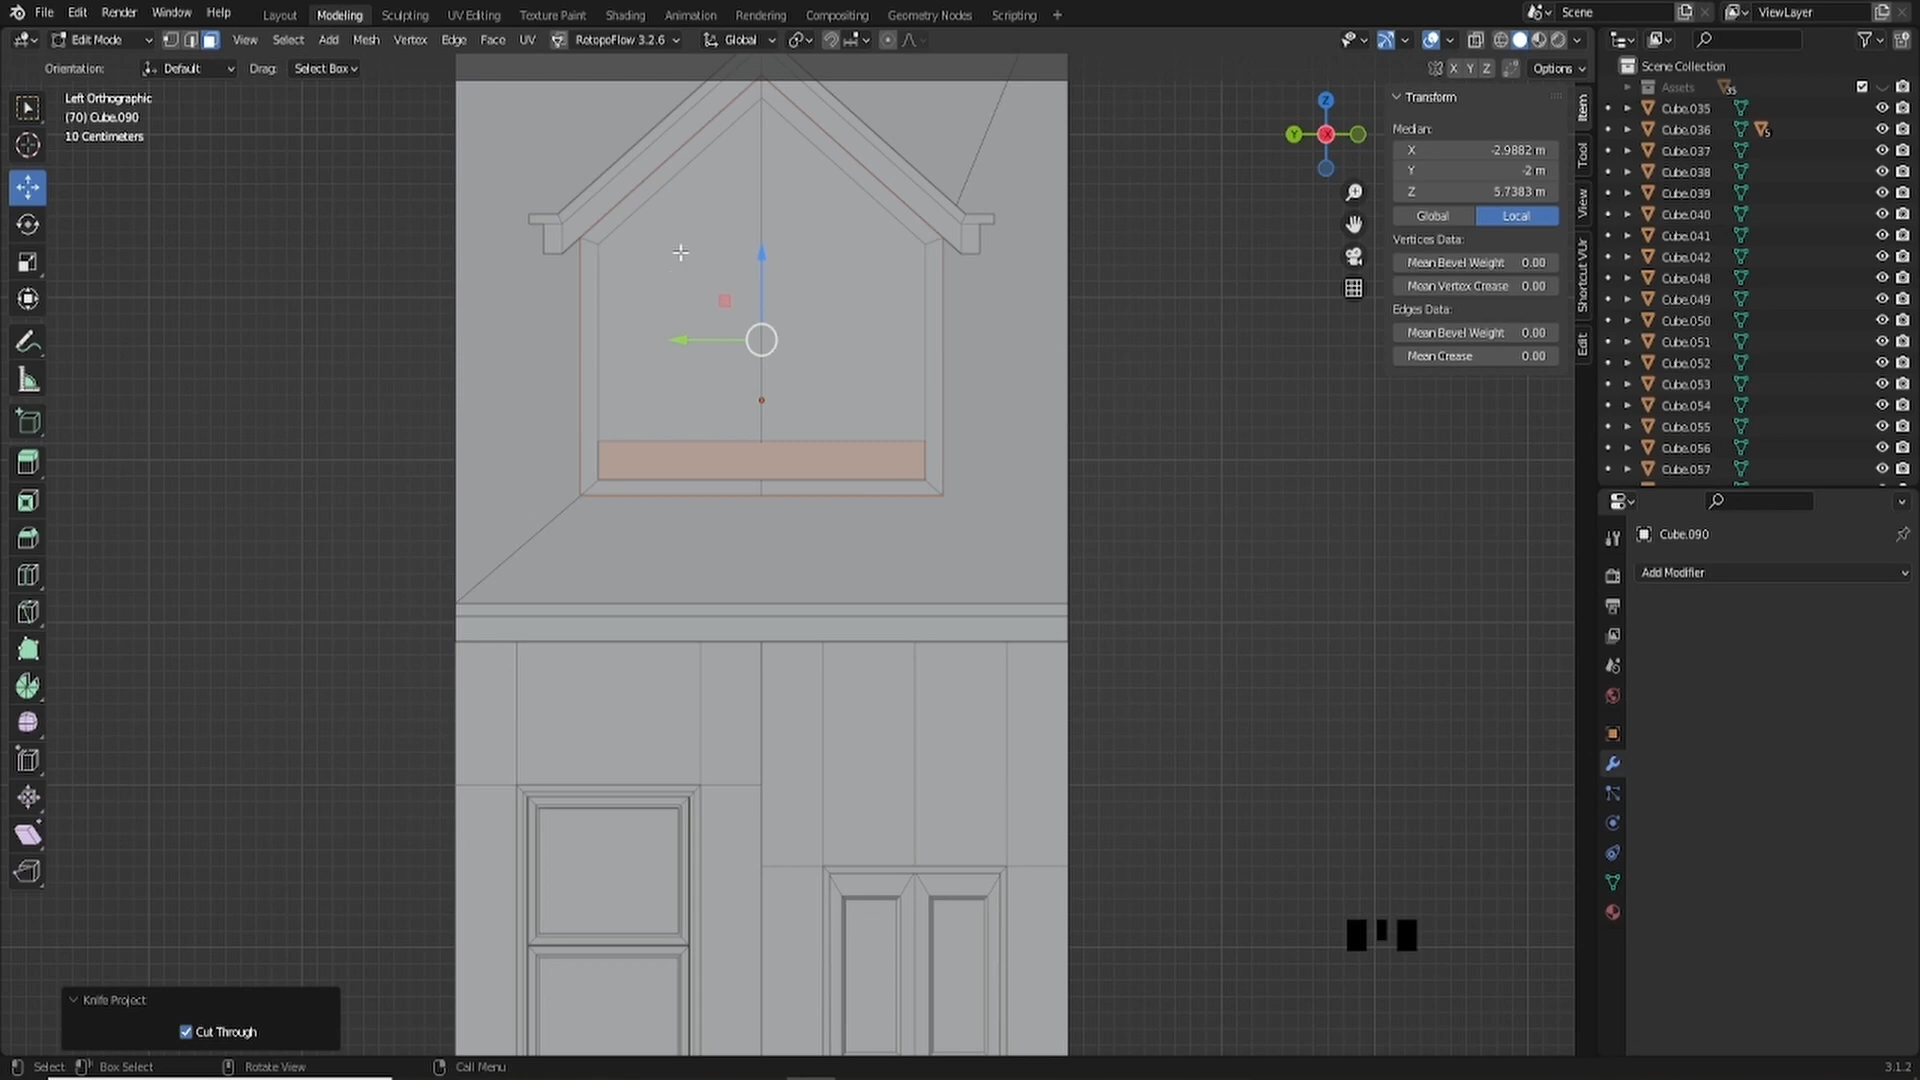 File Edit Render Window Help Layout Modeling Sculpting UV Editing Texture Paint Shading Animation Rendering Compositing Geometry Nodes Scripting + Scene ViewLayer
Edit Mode View Select Add Mesh Vertex Edge Face UV RetopoFlow 3.2.6 Global
Orientation: Default Drag: Select Box X Y Z Options
Left Orthographic
(70) Cube.090
10 Centimeters
Z
Y
X
Transform
Median:
X -2.9882 m
Y -2 m
Z 5.7383 m
Global Local
Vertices Data:
Mean Bevel Weight 0.00
Mean Vertex Crease 0.00
Edges Data:
Mean Bevel Weight 0.00
Mean Crease 0.00
Item
Tool
View
Shortcut VUr
Edit
Scene Collection
Assets 35
Cube.035
Cube.036 5
Cube.037
Cube.038
Cube.039
Cube.040
Cube.041
Cube.042
Cube.048
Cube.049
Cube.050
Cube.051
Cube.052
Cube.053
Cube.054
Cube.055
Cube.056
Cube.057
Cube.090
Add Modifier
Knife Project
Cut Through
Select Box Select Rotate View Call Menu 3.1.2